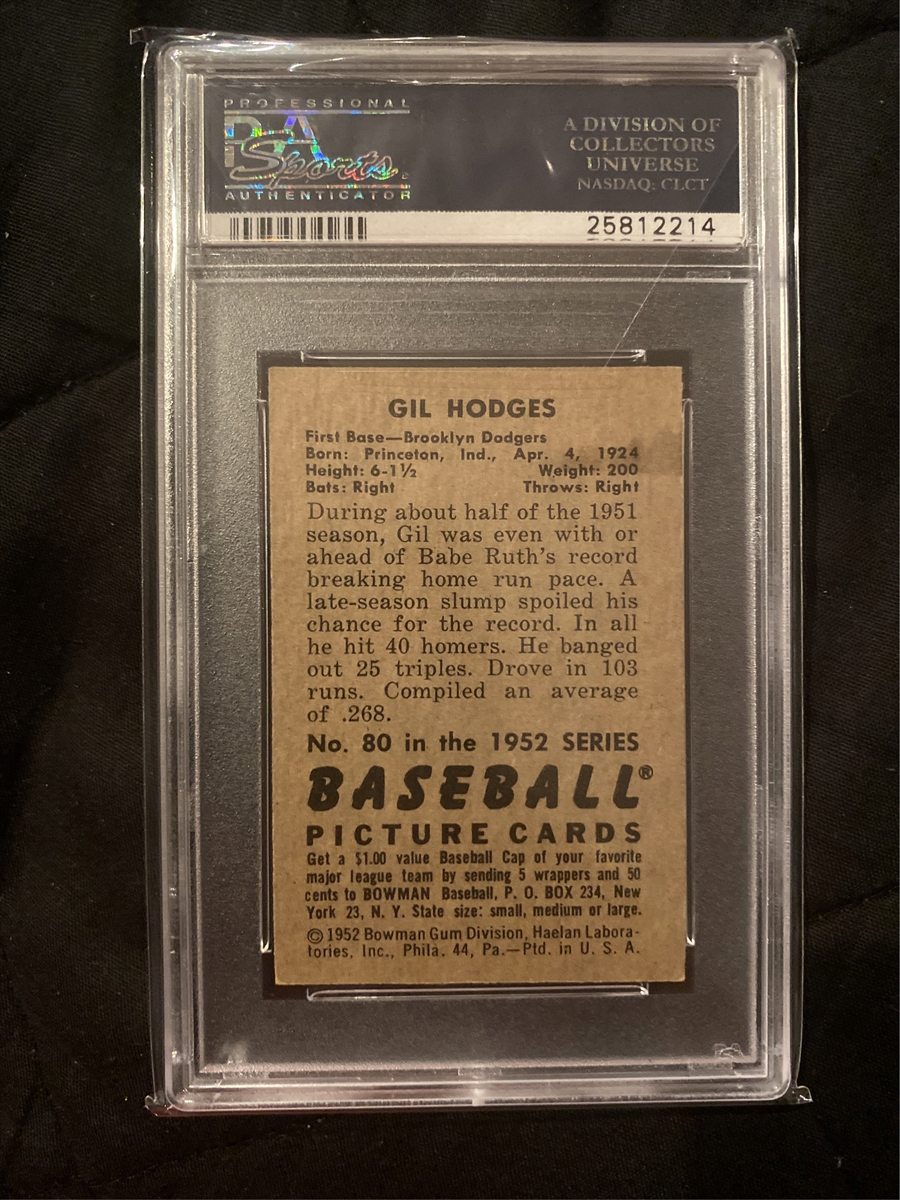 PROFESSIONAL
PSA
Sports
AUTHENTICATOR
A DIVISION OF
COLLECTORS
UNIVERSE
NASDAQ: CLCT
25812214
GIL HODGES
First Base—Brooklyn Dodgers
Born: Princeton, Ind., Apr. 4, 1924
Height: 6-1½ Weight: 200
Bats: Right Throws: Right
During about half of the 1951
season, Gil was even with or
ahead of Babe Ruth's record
breaking home run pace. A
late-season slump spoiled his
chance for the record. In all
he hit 40 homers. He banged
out 25 triples. Drove in 103
runs. Compiled an average
of .268.
No. 80 in the 1952 SERIES
BASEBALL®
PICTURE CARDS
Get a $1.00 value Baseball Cap of your favorite
major league team by sending 5 wrappers and 50
cents to BOWMAN Baseball, P. O. BOX 234, New
York 23, N. Y. State size: small, medium or large.
©1952 Bowman Gum Division, Haelan Labora-
tories, Inc., Phila. 44, Pa.—Ptd. in U. S. A.